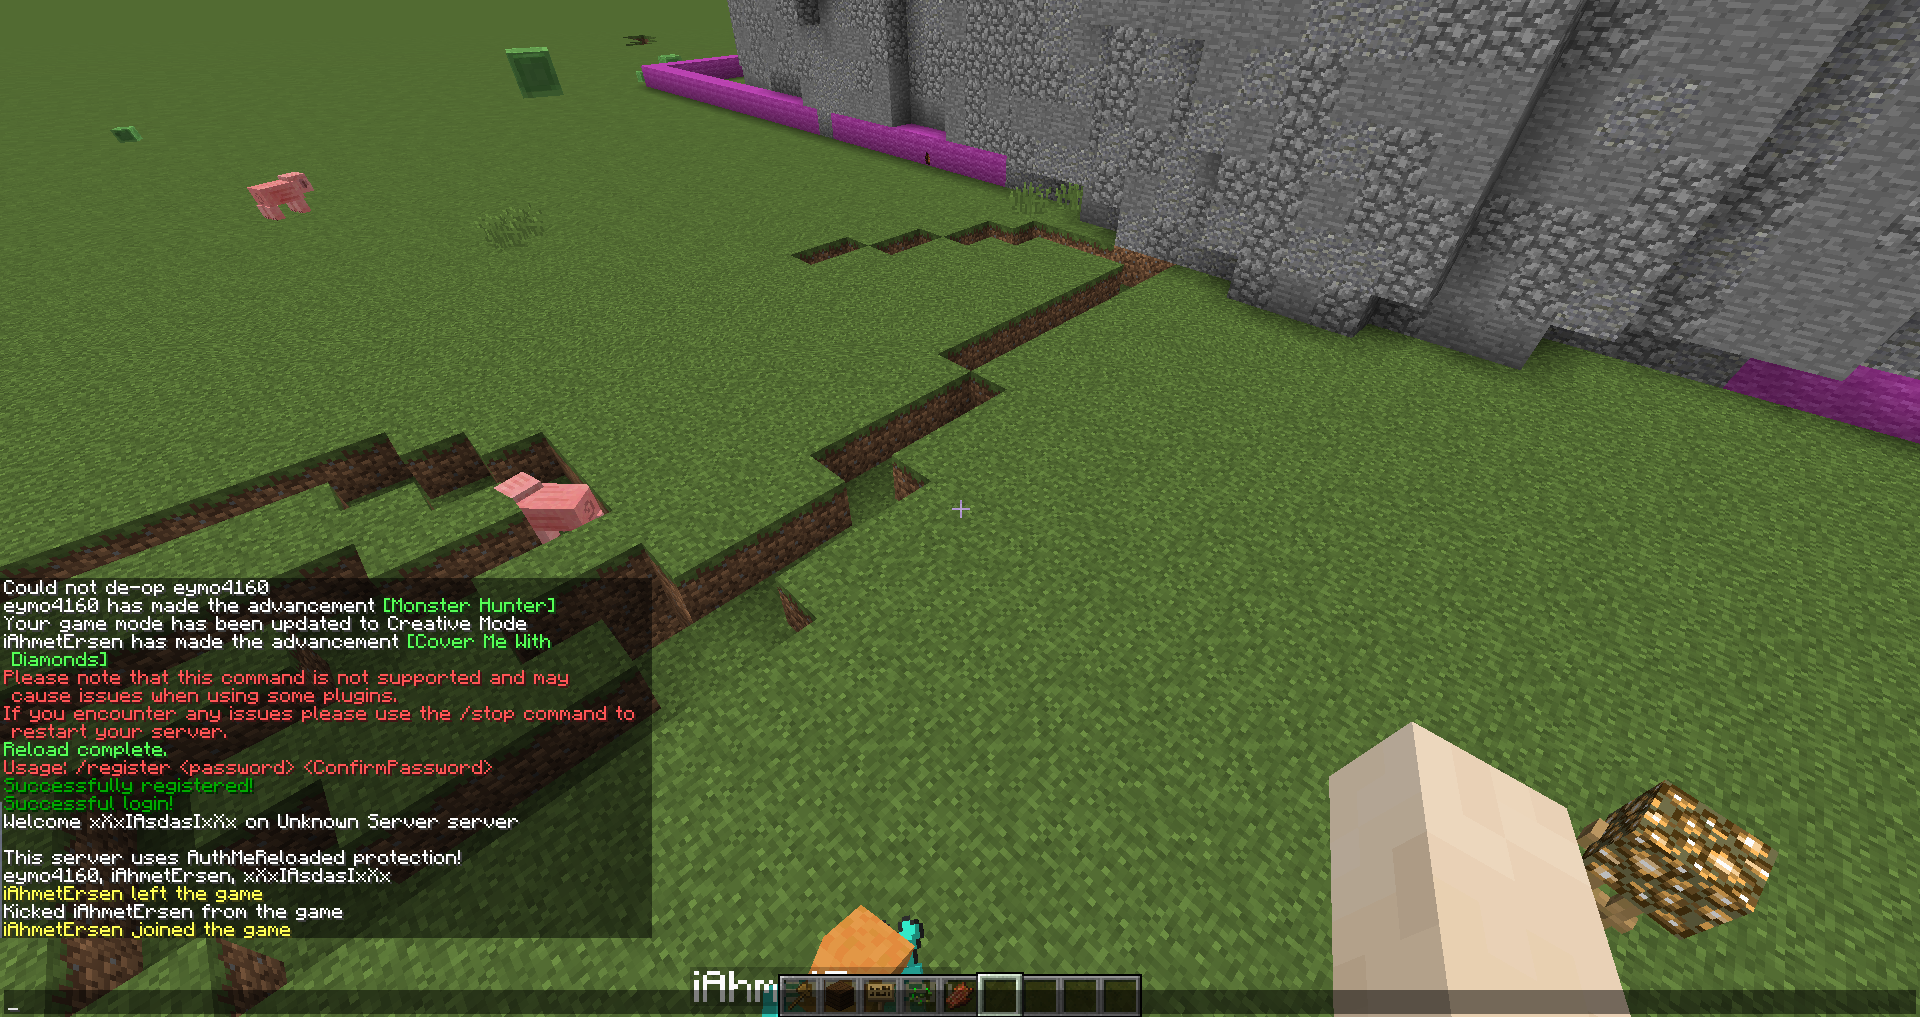 Could not de-op eymo4160
eymo4160 has made the advancement [Monster Hunter]
Your game mode has been updated to Creative Mode
iAhmetErsen has made the advancement [Cover Me With
Diamonds]
Please note that this command is not supported and may
cause issues when using some plugins.
If you encounter any issues please use the /stop command to
restart your server.
Reload complete.
Usage: /register <password> <ConfirmPassword>
Successfully registered!
Successful login!
Welcome xXxIAsdasIxXx on Unknown Server server
This server uses AuthMeReloaded protection!
eymo4160, iAhmetErsen, xXxIAsdasIxXx
iAhmetErsen left the game
Kicked iAhmetErsen from the game
iAhmetErsen joined the game
iAhm
_